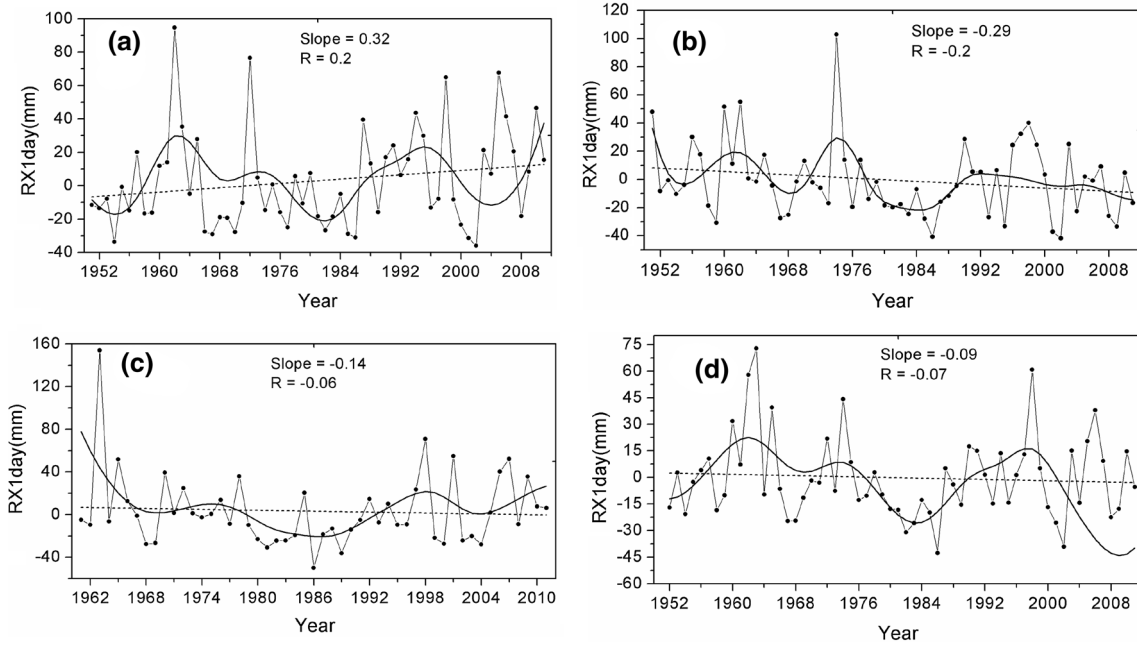 (a)
Slope = 0.32
R = 0.2
RX1day(mm)
100
80
60
40
20
0
-20
-40
1952 1960 1968 1976 1984 1992 2000 2008
Year
(b)
Slope = -0.29
R = -0.2
RX1day(mm)
120
100
80
60
40
20
0
-20
-40
1952 1960 1968 1976 1984 1992 2000 2008
Year
(c)
Slope = -0.14
R = -0.06
RX1day(mm)
160
120
80
40
0
-40
1962 1968 1974 1980 1986 1992 1998 2004 2010
Year
(d)
Slope = -0.09
R = -0.07
RX1day(mm)
75
60
45
30
15
0
-15
-30
-45
-60
1952 1960 1968 1976 1984 1992 2000 2008
Year